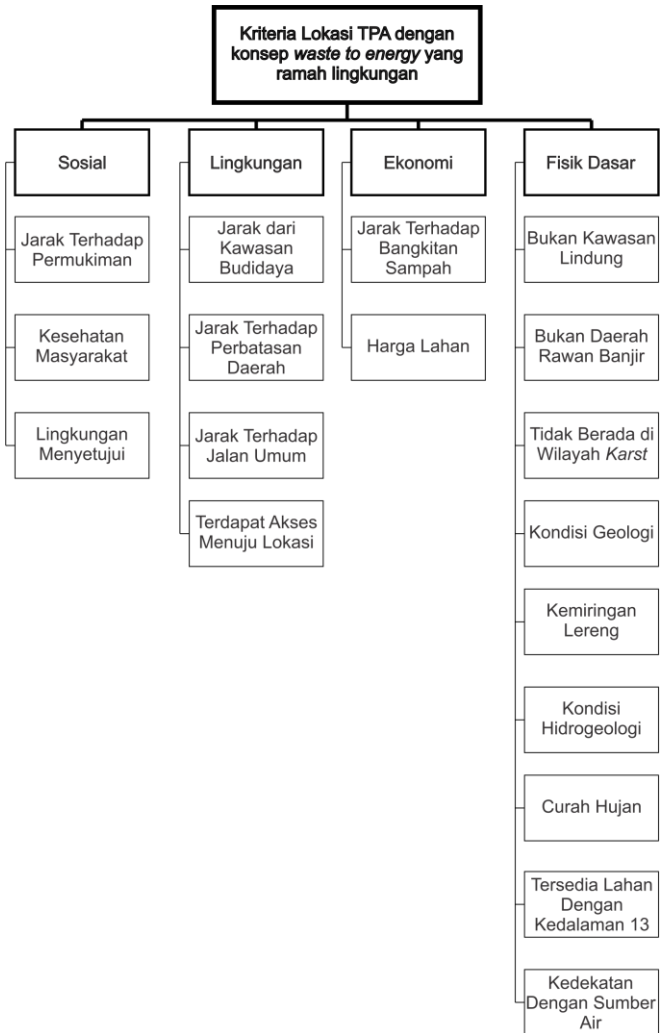 Kriteria Lokasi TPA dengan
konsep waste to energy yang
ramah lingkungan
Sosial
Jarak Terhadap
Permukiman
Kesehatan
Masyarakat
Lingkungan
Menyetujui
Lingkungan
Jarak dari
Kawasan
Budidaya
Jarak Terhadap
Perbatasan
Daerah
Jarak Terhadap
Jalan Umum
Terdapat Akses
Menuju Lokasi
Ekonomi
Jarak Terhadap
Bangkitan
Sampah
Harga Lahan
Fisik Dasar
Bukan Kawasan
Lindung
Bukan Daerah
Rawan Banjir
Tidak Berada di
Wilayah Karst
Kondisi Geologi
Kemiringan
Lereng
Kondisi
Hidrogeologi
Curah Hujan
Tersedia Lahan
Dengan
Kedalaman 13
Kedekatan
Dengan Sumber
Air